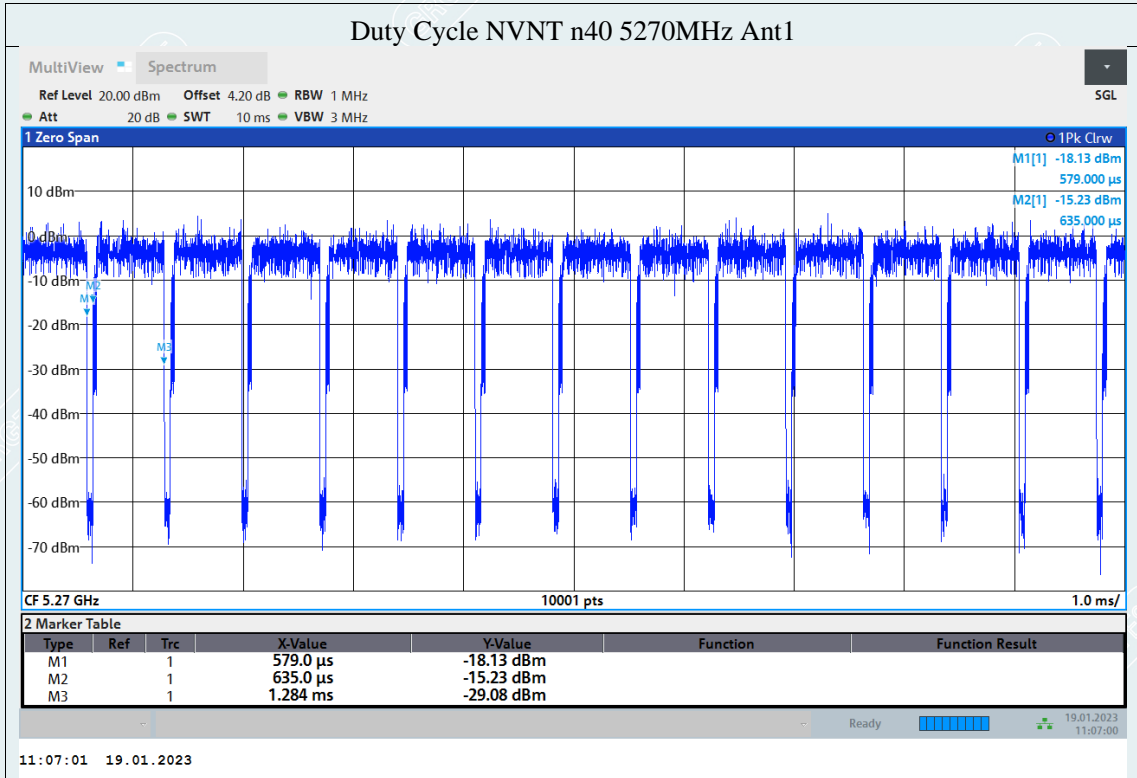 Duty Cycle NVNT n40 5270MHz Ant1
MultiView Spectrum
Ref Level 20.00 dBm Offset 4.20 dB RBW 1 MHz SGL
Att 20 dB SWT 10 ms VBW 3 MHz
1 Zero Span 1Pk Clrw
M1[1] -18.13 dBm
579.000 µs
10 dBm
M2[1] -15.23 dBm
635.000 µs
0 dBm
-10 dBm
M2
M
-20 dBm
M3
-30 dBm
-40 dBm
-50 dBm
-60 dBm
-70 dBm
CF 5.27 GHz 10001 pts 1.0 ms/
2 Marker Table
Type Ref Trc X-Value Y-Value Function Function Result
M1 1 579.0 µs -18.13 dBm
M2 1 635.0 µs -15.23 dBm
M3 1 1.284 ms -29.08 dBm
Ready 19.01.2023
11:07:00
11:07:01 19.01.2023